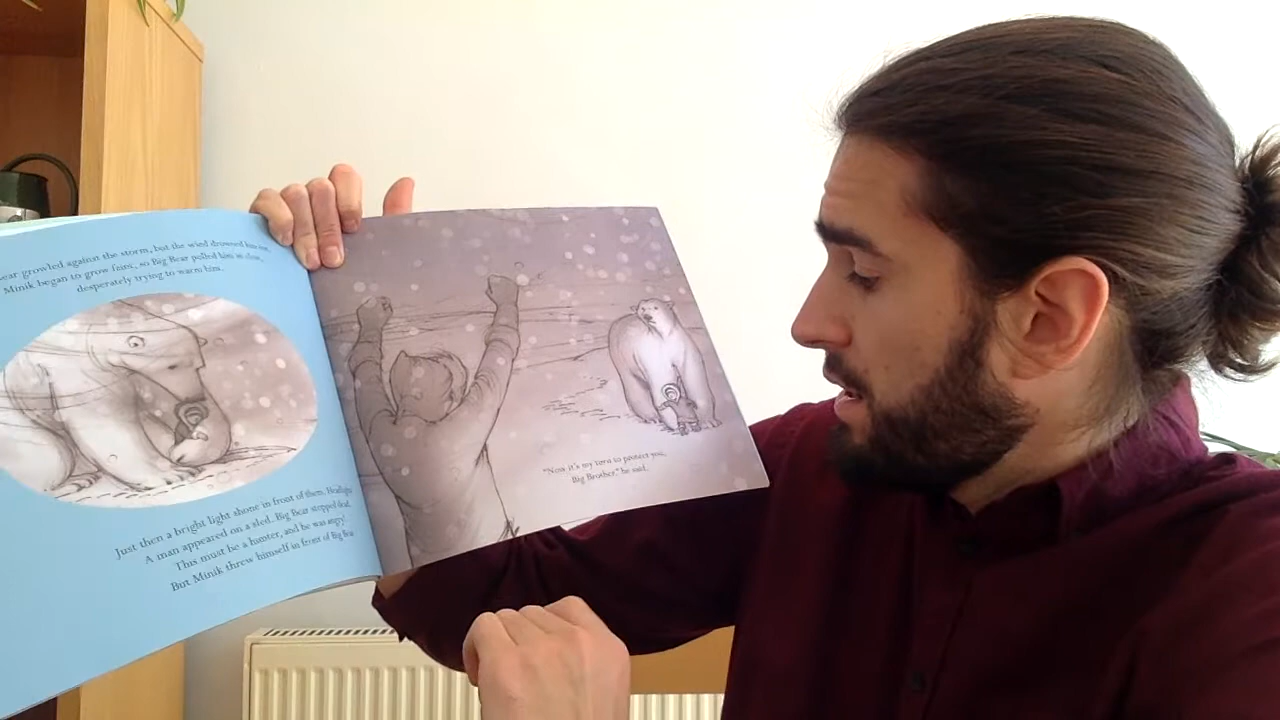 ear growled against the storm, but the wind drowned him out.
Minik began to grow faint, so Big Bear pulled him in close,
desperately trying to warm him.
Just then a bright light shone in front of them. Headlights
A man appeared on a sled. Big Bear stopped dead.
This must be a hunter, and he was angry!
But Minik threw himself in front of Big Bear
"Now it's my turn to protect you,
Big Brother," he said.